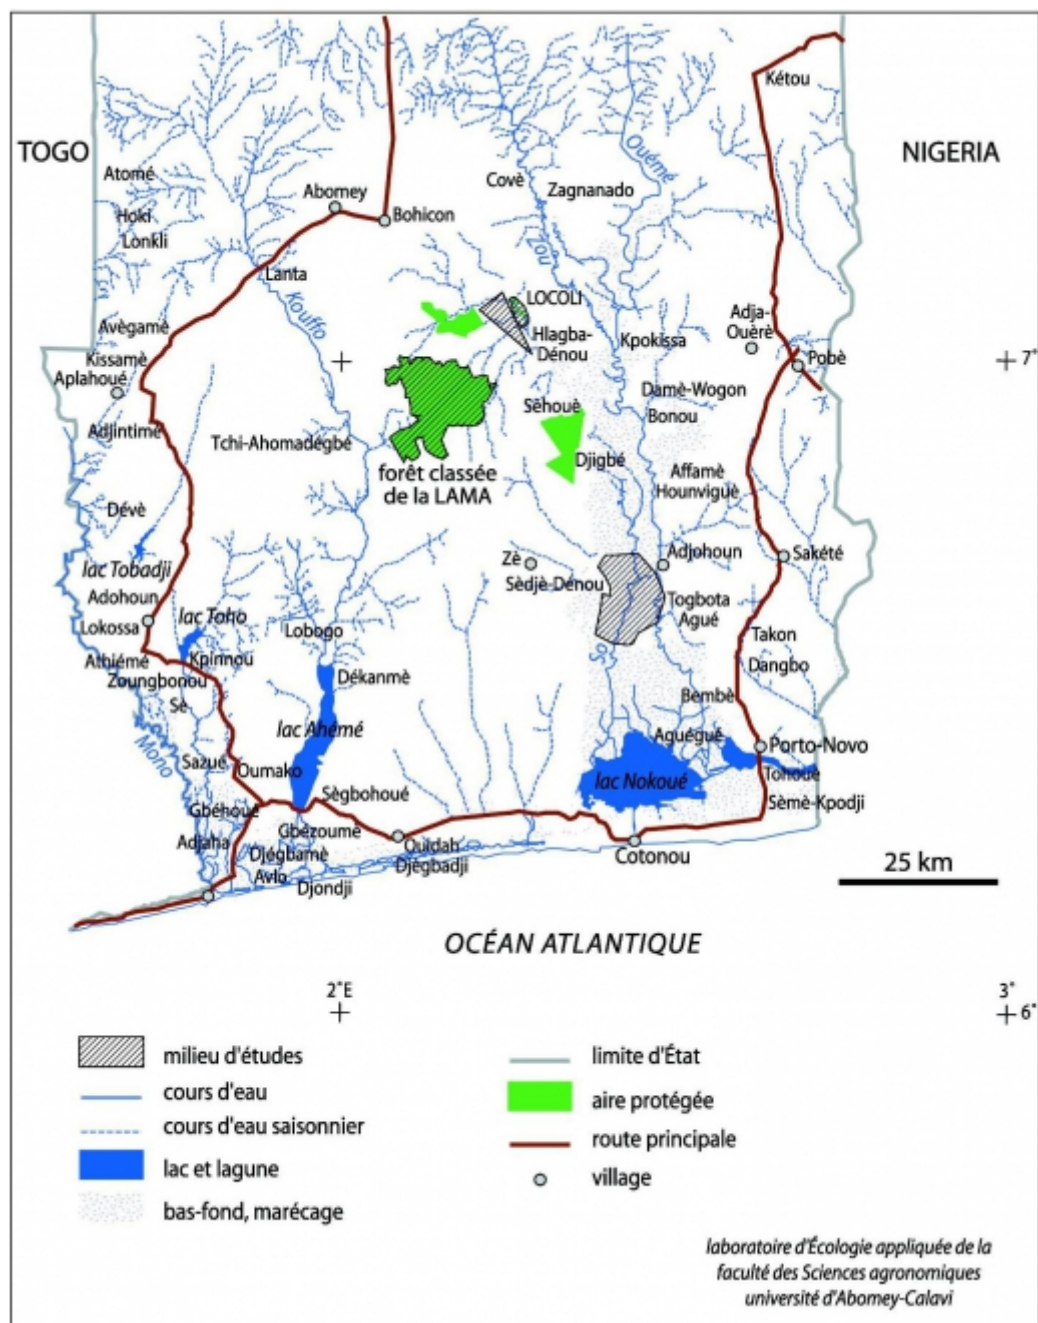 Kétou
TOGO
NIGERIA
Ouémé
Atomé
Covè
Zagnanado
Abomey
Hoki
Bohicon
Lonkli
Zou
Lanta
LOCOLI
Kouffo
Adja-
Ouèrè
Avègamè
Hlagba-
Dénou
Kpokissa
Kissamè
Pobè
7°
Aplahoué
Damè-Wogon
Sèhouè
Bonou
Adjintimè
Tchi-Ahomadégbé
Djigbé
forêt classée
de la LAMA
Affamè
Hounviguè
Dévè
Zè
Adjohoun
Sakété
lac Tobadji
Sèdjè-Dénou
Adohoun
Togbota
Agué
lac Toho
Lokossa
Lobogo
Takon
Athiémé
Kpinnou
Sô
Dangbo
Zoungbonou
Dékanmè
Sè
Bembè
Mono
lac Ahémé
Aguégué
Porto-Novo
Sazué
Oumako
lac Nokoué
Tohouè
Sègbohoué
Sèmè-Kpodji
Gbéhoué
Gbézoumè
Adjaha
Ouidah
Djégbamè
Cotonou
Djègbadji
Avlo
Djondji
25 km
OCÉAN ATLANTIQUE
2°E
3°
6°
milieu d'études
limite d'État
cours d'eau
aire protégée
cours d'eau saisonnier
route principale
lac et lagune
village
bas-fond, marécage
laboratoire d'Écologie appliquée de la
faculté des Sciences agronomiques
université d'Abomey-Calavi